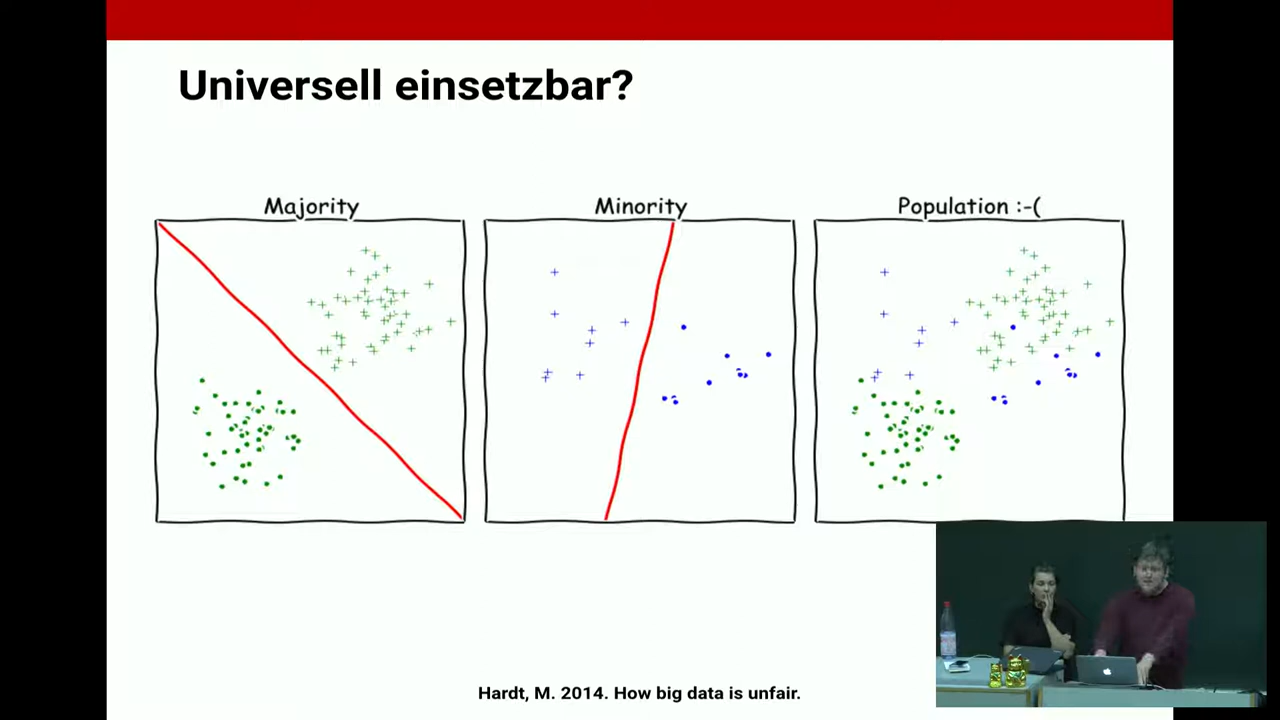 Universell einsetzbar?
Majority
Minority
Population :-(
Hardt, M. 2014. How big data is unfair.